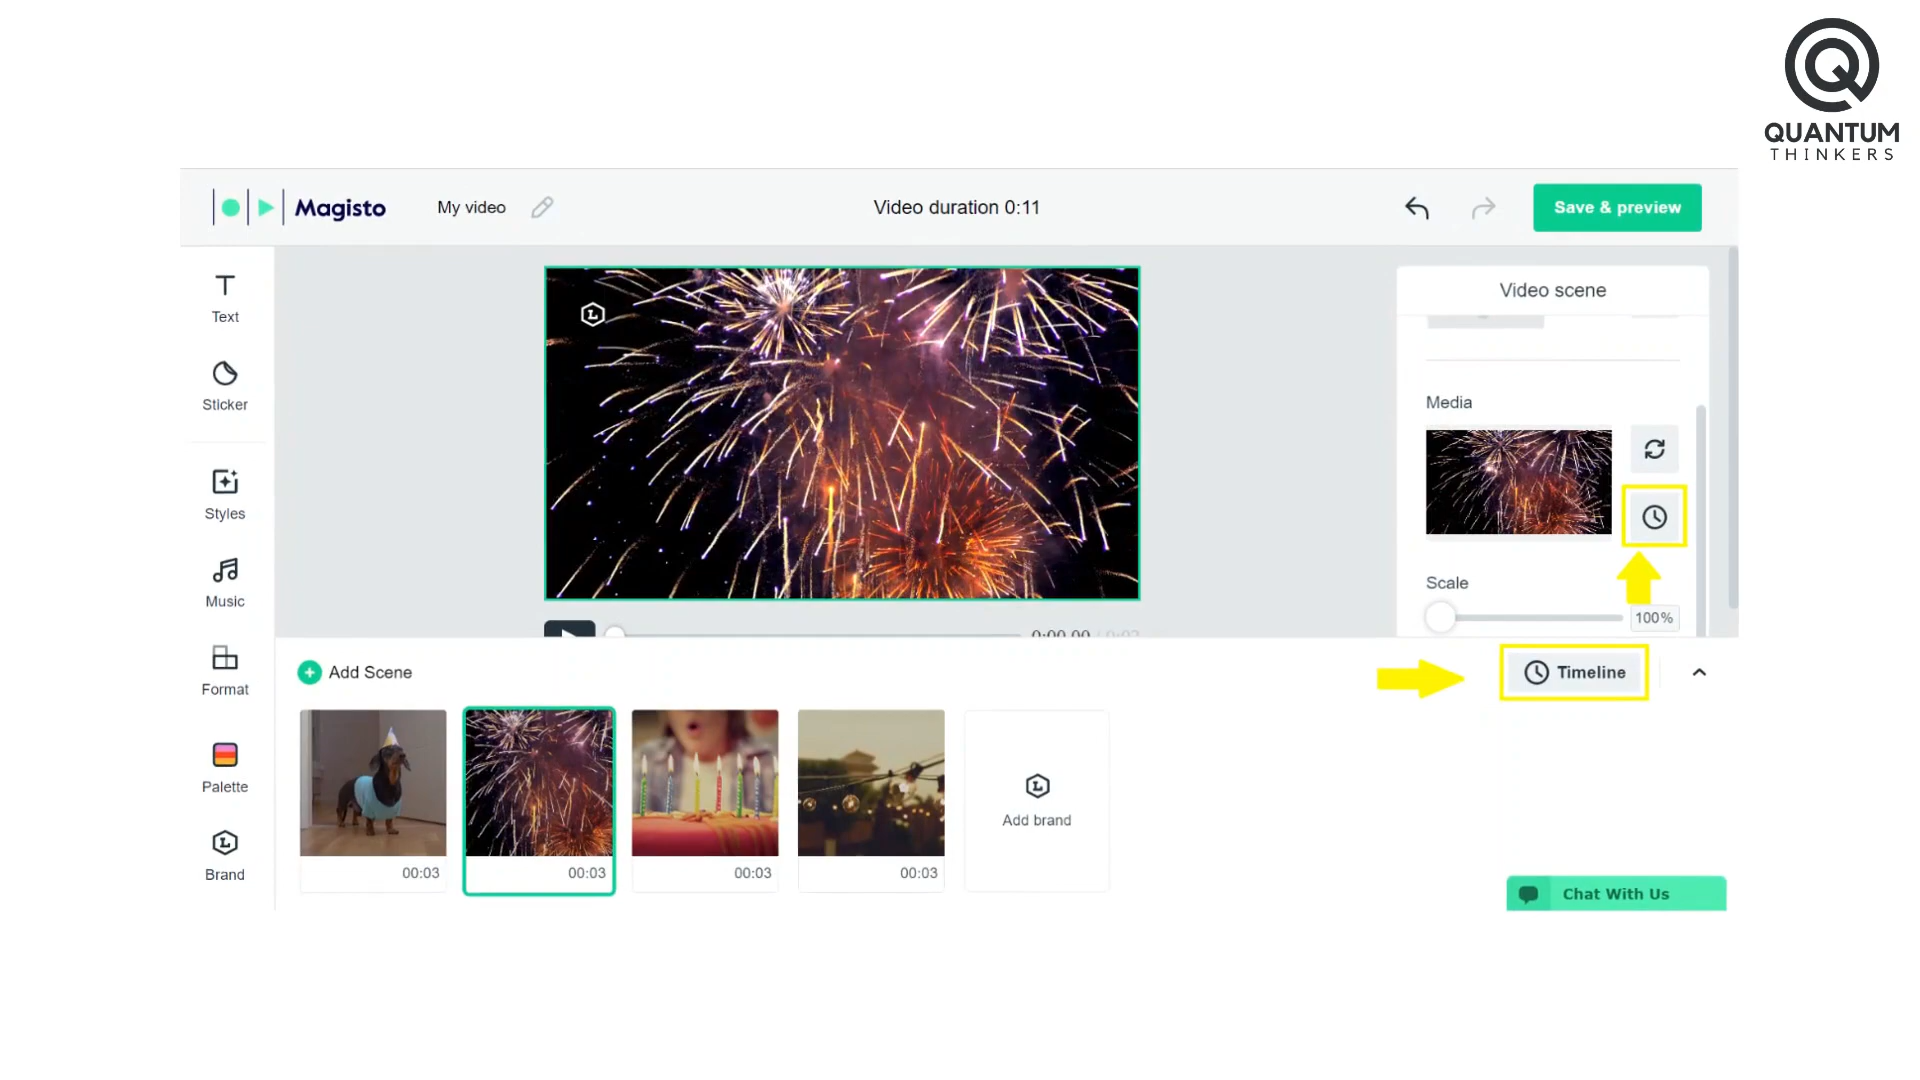 QUANTUM
THINKERS
Magisto
My video
Video duration 0:11
Save & preview
Text
Sticker
Styles
Music
Format
Palette
Brand
Video scene
Media
Scale
100%
Add Scene
Timeline
00:03
00:03
00:03
00:03
Add brand
Chat With Us